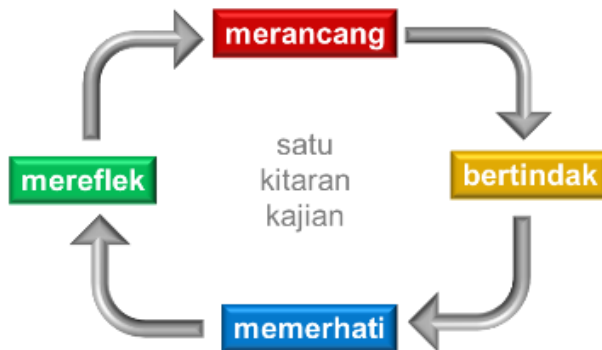 merancang
satu
kitaran
kajian
mereflek
bertindak
memerhati